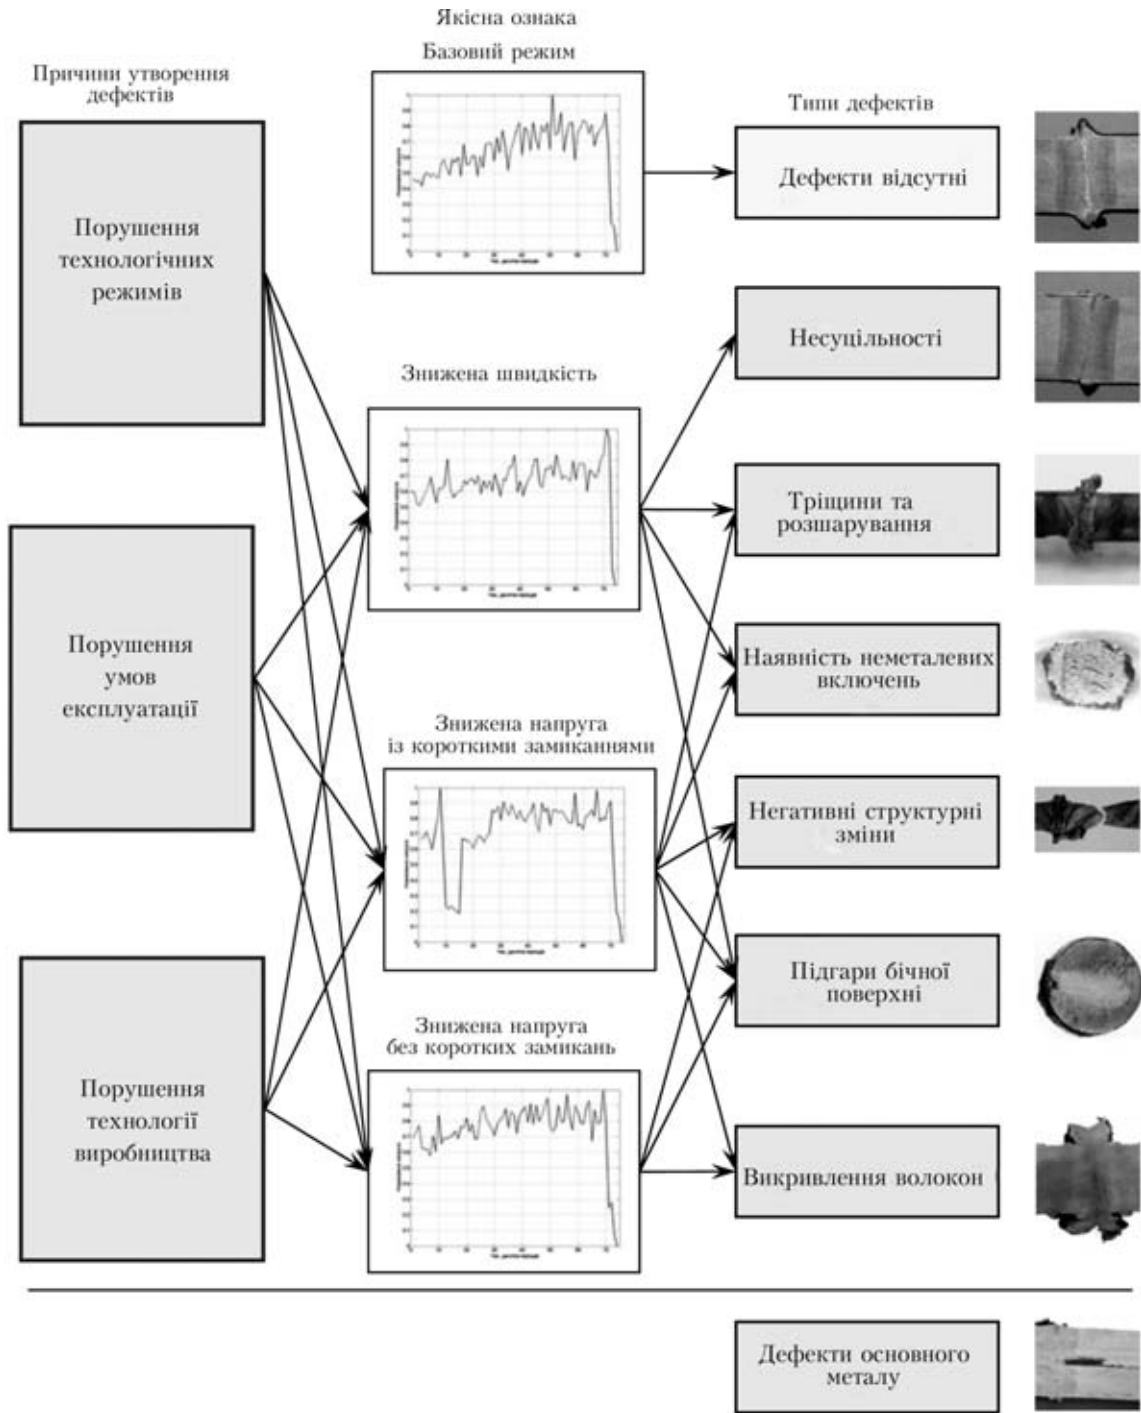 Якісна ознака
Базовий режим
Причини утворення
дефектів
Типи дефектів
Дефекти відсутні
Порушення
технологічних
режимів
Несуцільності
Знижена швидкість
Тріщини та
розшарування
Порушення
умов
експлуатації
Наявність неметалевих
включень
Знижена напруга
із короткими замиканнями
Негативні структурні
зміни
Підгари бічної
поверхні
Знижена напруга
без коротких замикань
Порушення
технології
виробництва
Викривлення волокон
Дефекти основного
металу